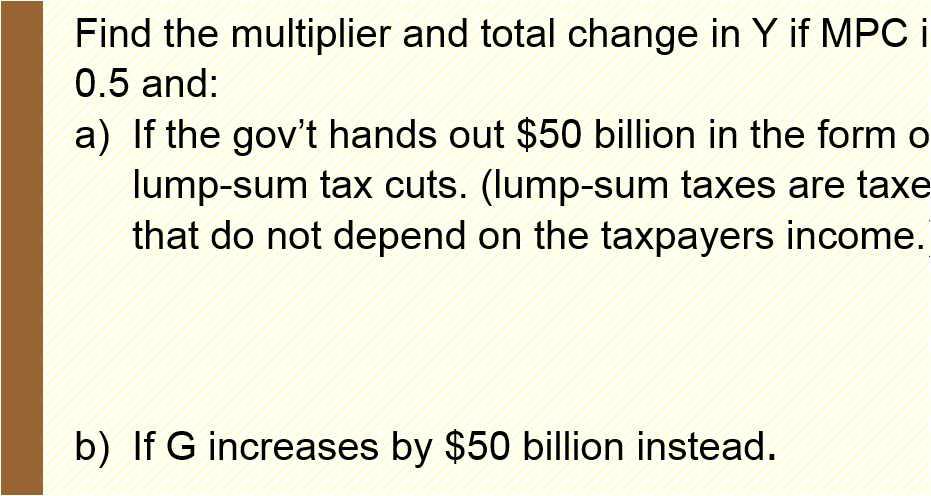 Find the multiplier and total change in Y if MPC i
0.5 and:
a) If the gov’t hands out $50 billion in the form o
lump-sum tax cuts. (lump-sum taxes are taxe
that do not depend on the taxpayers income.)
b) If G increases by $50 billion instead.